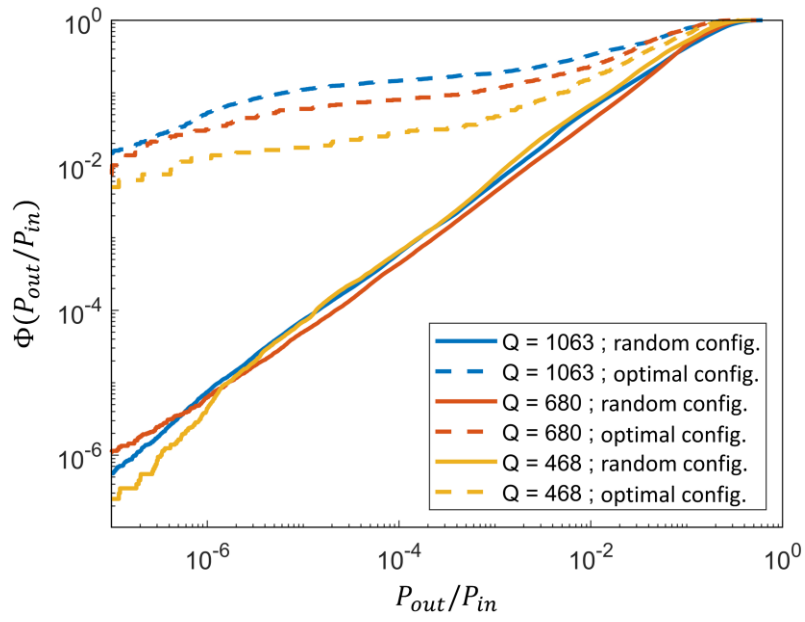 10^0
10^-2
10^-4
10^-6
Φ(P_out/P_in)
Q = 1063 ; random config.
Q = 1063 ; optimal config.
Q = 680 ; random config.
Q = 680 ; optimal config.
Q = 468 ; random config.
Q = 468 ; optimal config.
10^-6 10^-4 10^-2 10^0
P_out/P_in